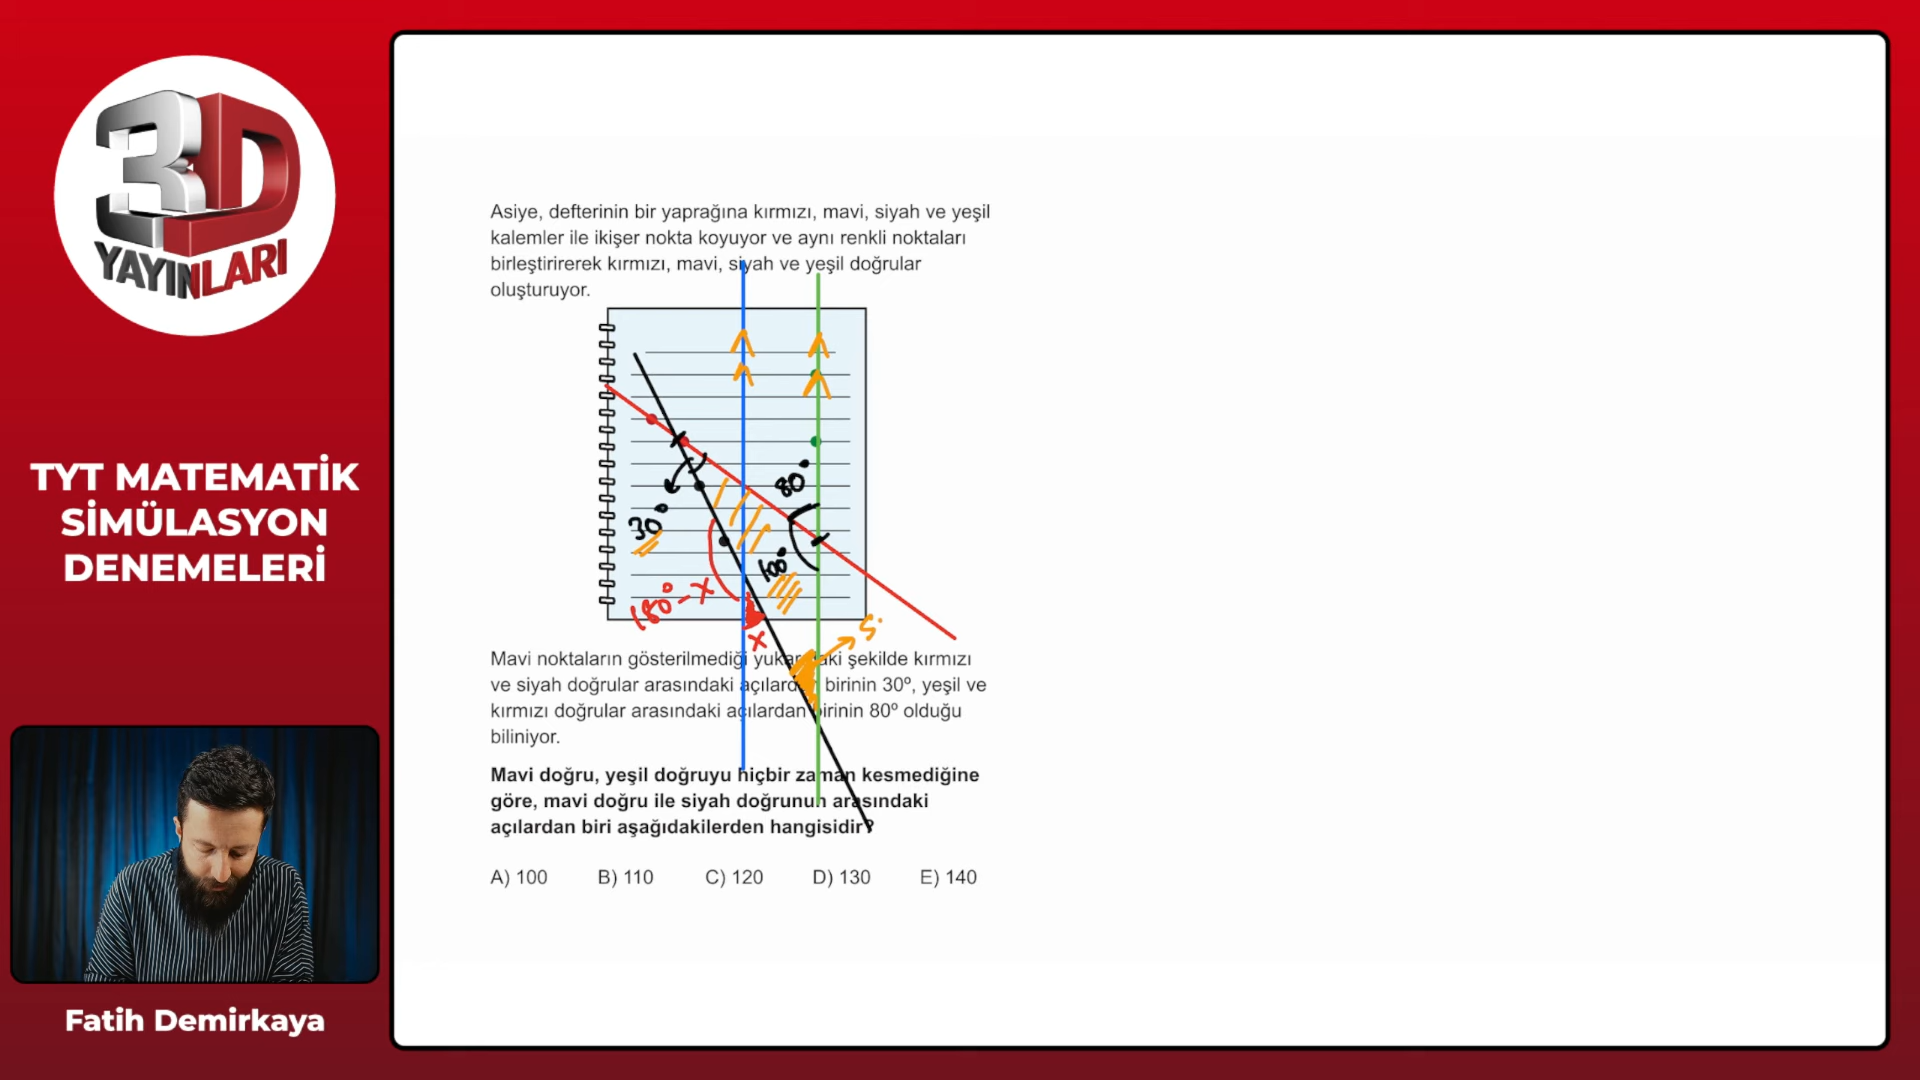 3D
YAYINLARI
TYT MATEMATİK
SİMÜLASYON
DENEMELERİ
Fatih Demirkaya
Asiye, defterinin bir yaprağına kırmızı, mavi, siyah ve yeşil
kalemler ile ikişer nokta koyuyor ve aynı renkli noktaları
birleştirirerek kırmızı, mavi, siyah ve yeşil doğrular
oluşturuyor.
80°
30°
100°
180°-x
x
5
Mavi noktaların gösterilmediği yukarıdaki şekilde kırmızı
ve siyah doğrular arasındaki açılardan birinin 30º, yeşil ve
kırmızı doğrular arasındaki açılardan birinin 80º olduğu
biliniyor.
Mavi doğru, yeşil doğruyu hiçbir zaman kesmediğine
göre, mavi doğru ile siyah doğrunun arasındaki
açılardan biri aşağıdakilerden hangisidir?
A) 100 B) 110 C) 120 D) 130 E) 140